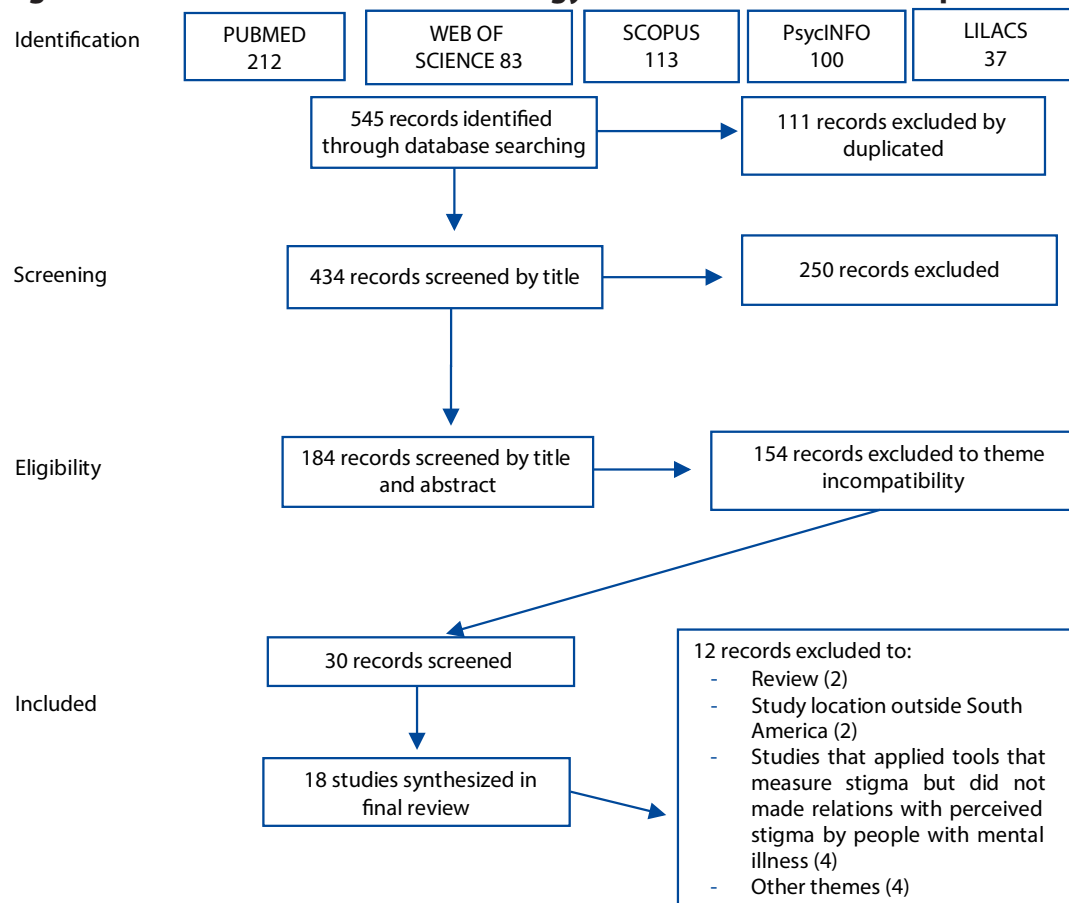 Identification
PUBMED
212
WEB OF
SCIENCE 83
SCOPUS
113
PsycINFO
100
LILACS
37
545 records identified
through database searching
111 records excluded by
duplicated
Screening
434 records screened by title
250 records excluded
Eligibility
184 records screened by title
and abstract
154 records excluded to theme
incompatibility
30 records screened
Included
18 studies synthesized in
final review
12 records excluded to:
- Review (2)
- Study location outside South
America (2)
- Studies that applied tools that
measure stigma but did not
made relations with perceived
stigma by people with mental
illness (4)
- Other themes (4)